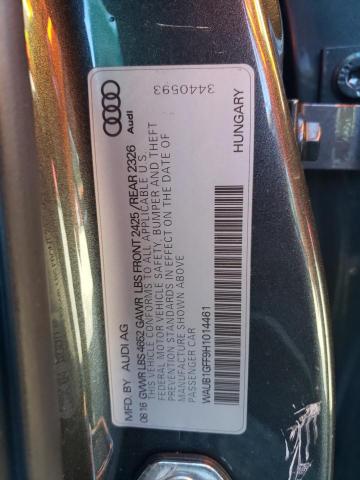 3440593
Audi
HUNGARY
MFD. BY AUDI AG
08 16 GVWR LBS 4662 GAWR LBS FRONT 2425 /REAR 2326
THIS VEHICLE CONFORMS TO ALL APPLICABLE U.S.
FEDERAL MOTOR VEHICLE SAFETY, BUMPER AND THEFT
PREVENTION STANDARDS IN EFFECT ON THE DATE OF
MANUFACTURE SHOWN ABOVE
PASSENGER CAR
WAUB1GFF9H1014461